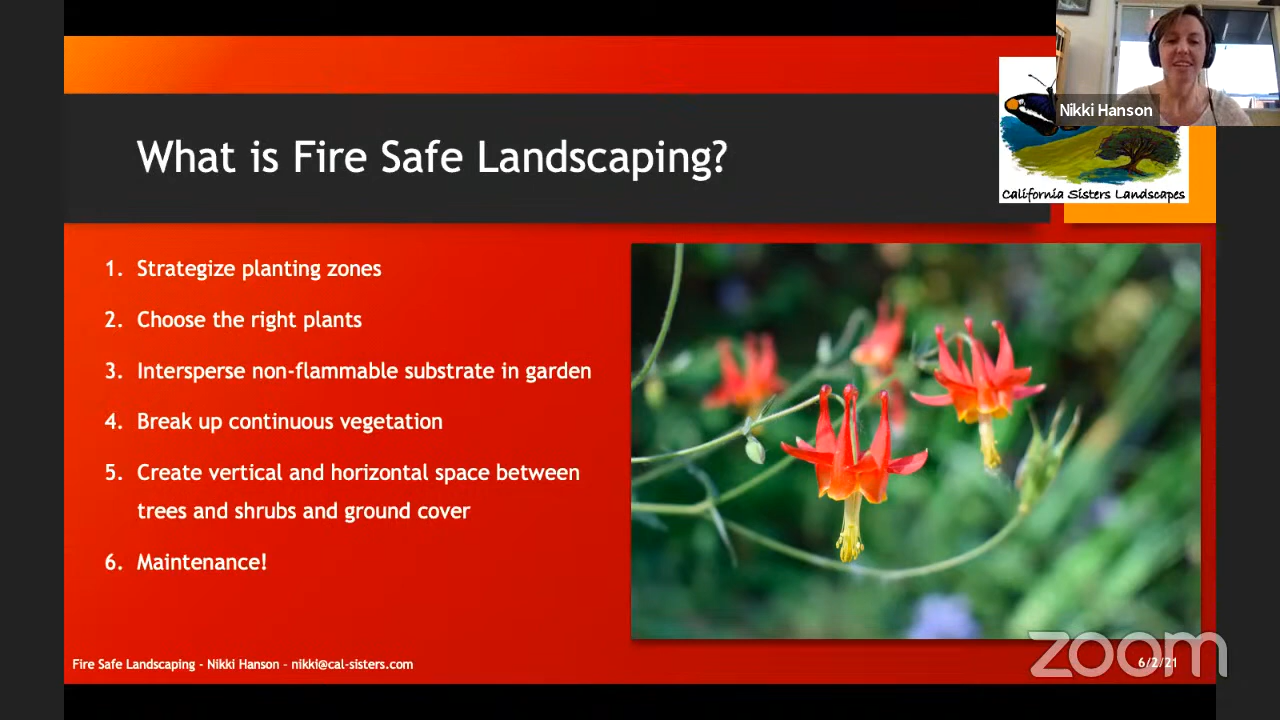 What is Fire Safe Landscaping?
Nikki Hanson
California Sisters Landscapes
1. Strategize planting zones
2. Choose the right plants
3. Intersperse non-flammable substrate in garden
4. Break up continuous vegetation
5. Create vertical and horizontal space between
trees and shrubs and ground cover
6. Maintenance!
Fire Safe Landscaping - Nikki Hanson – nikki@cal-sisters.com
6/2/21
zoom